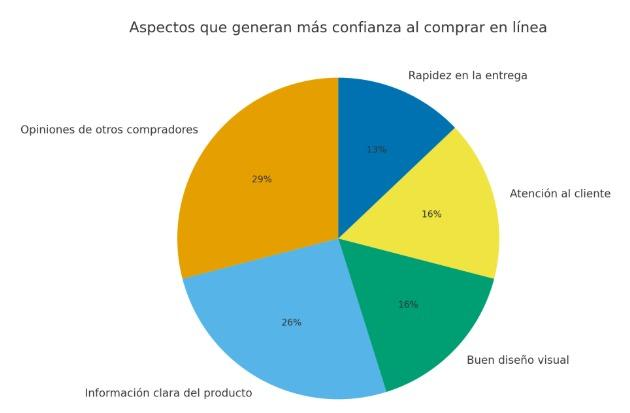 Aspectos que generan más confianza al comprar en línea
Rapidez en la entrega
Opiniones de otros compradores
13%
29%
Atención al cliente
16%
16%
26%
Buen diseño visual
Información clara del producto